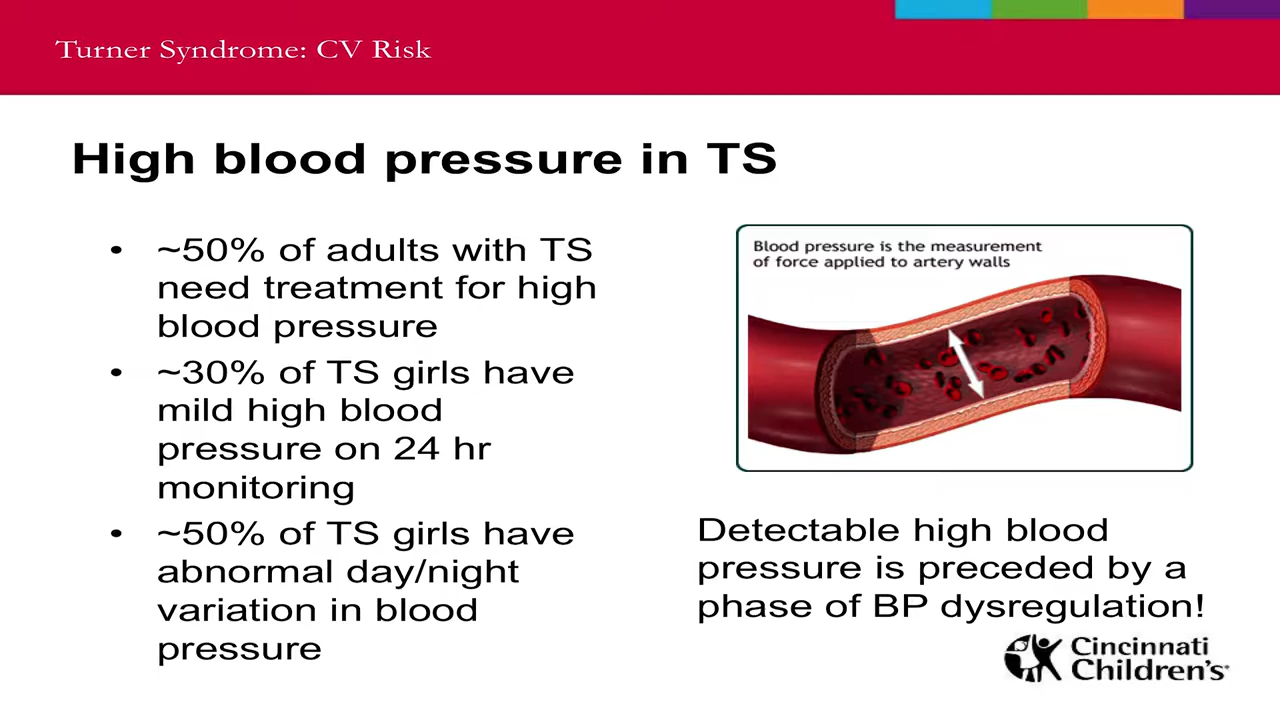 Turner Syndrome: CV Risk
High blood pressure in TS
• ~50% of adults with TS
need treatment for high
blood pressure
• ~30% of TS girls have
mild high blood
pressure on 24 hr
monitoring
• ~50% of TS girls have
abnormal day/night
variation in blood
pressure
Blood pressure is the measurement
of force applied to artery walls
Detectable high blood
pressure is preceded by a
phase of BP dysregulation!
Cincinnati
Children's